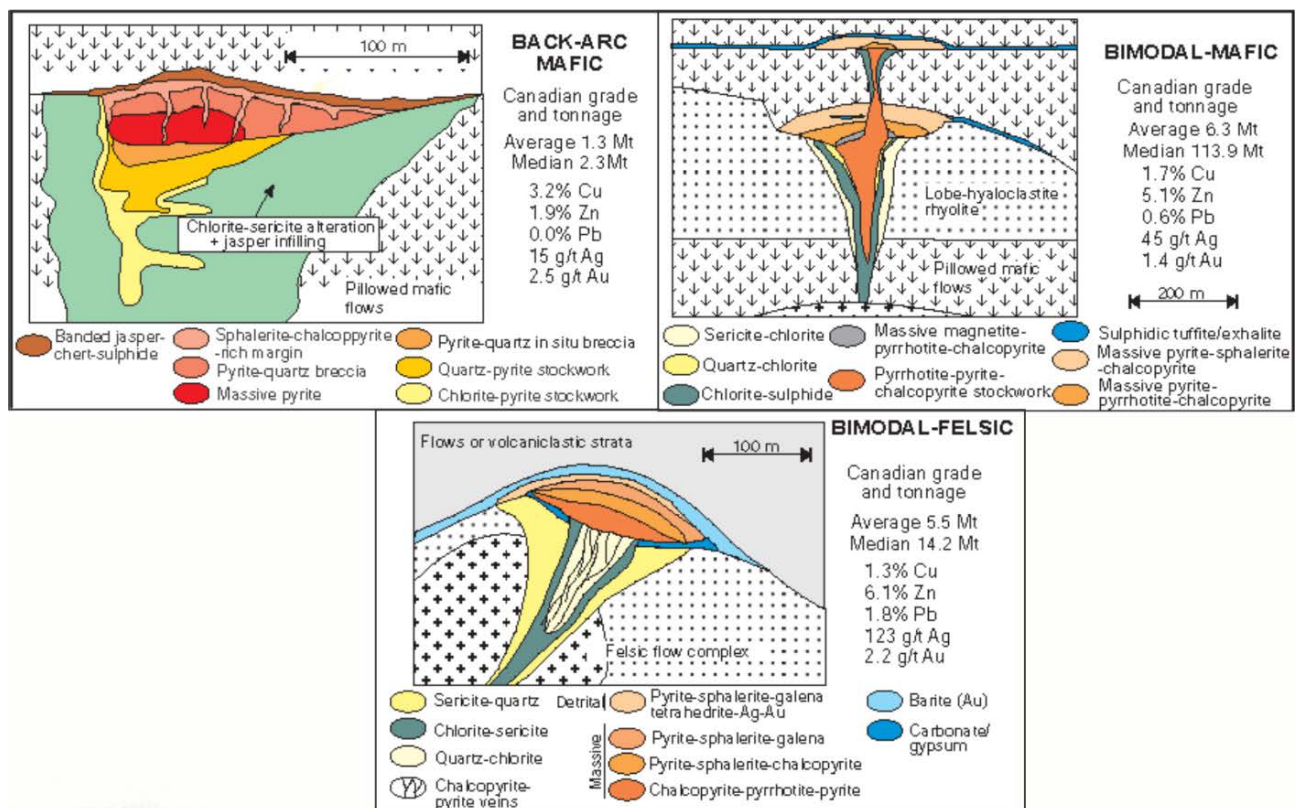 100 m
BACK-ARC
MAFIC
Canadian grade
and tonnage
Average 1.3 Mt
Median 2.3Mt
3.2% Cu
1.9% Zn
0.0% Pb
15 g/t Ag
2.5 g/t Au
Chlorite-sericite alteration
+ jasper infilling
Pillowed mafic
flows
Banded jasper-
chert-sulphide
Sphalerite-chalcoppyrite
-rich margin
Pyrite-quartz breccia
Massive pyrite
Pyrite-quartz in situ breccia
Quartz-pyrite stockwork
Chlorite-pyrite stockwork
BIMODAL-MAFIC
Canadian grade
and tonnage
Average 6.3 Mt
Median 113.9 Mt
1.7% Cu
5.1% Zn
0.6% Pb
45 g/t Ag
1.4 g/t Au
200 m
Lobe-hyaloclastite
rhyolite
Pillowed mafic
flows
Sericite-chlorite
Quartz-chlorite
Chlorite-sulphide
Massive magnetite-
pyrrhotite-chalcopyrite
Pyrrhotite-pyrite-
chalcopyrite stockwork
Sulphidic tuffite/exhalite
Massive pyrite-sphalerite
-chalcopyrite
Massive pyrite-
pyrrhotite-chalcopyrite
BIMODAL-FELSIC
Flows or volcaniclastic strata
100 m
Canadian grade
and tonnage
Average 5.5 Mt
Median 14.2 Mt
1.3% Cu
6.1% Zn
1.8% Pb
123 g/t Ag
2.2 g/t Au
Felsic flow complex
Sericite-quartz
Chlorite-sericite
Quartz-chlorite
Chalcopyrite-
pyrite veins
Detrital
Pyrite-sphalerite-galena
tetrahedrite-Ag-Au
Massive
Pyrite-sphalerite-galena
Pyrite-sphalerite-chalcopyrite
Chalcopyrite-pyrrhotite-pyrite
Barite (Au)
Carbonate/
gypsum